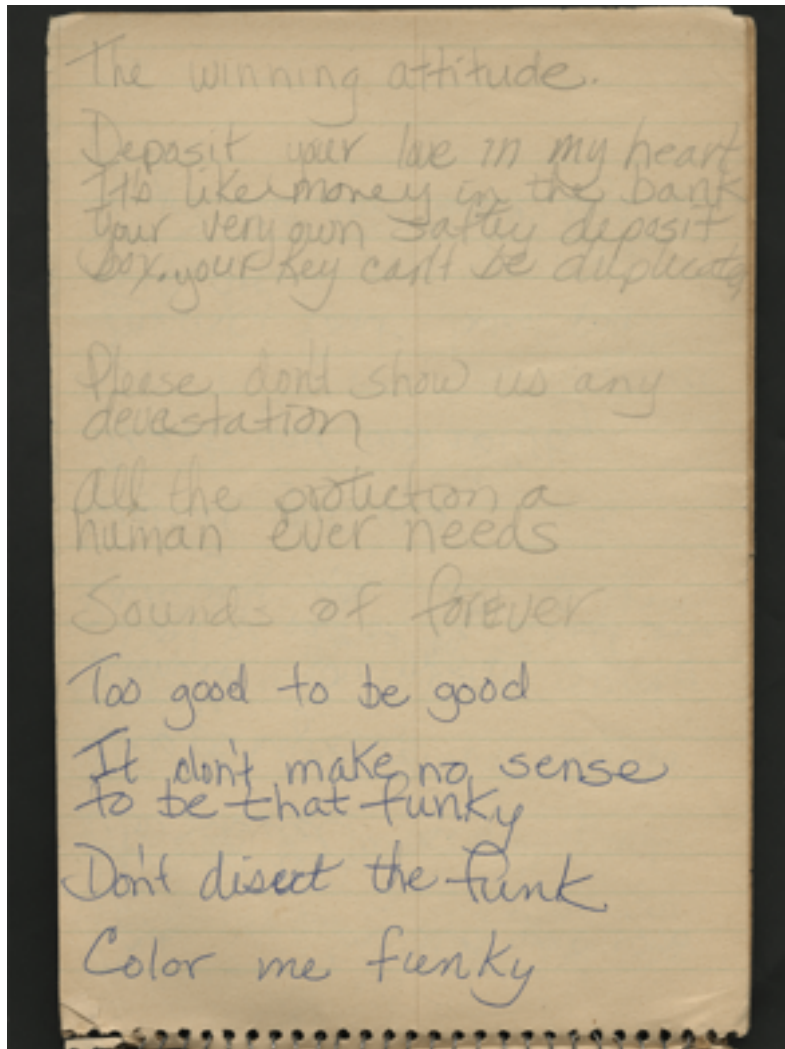 The winning attitude.
Deposit your love in my heart
It's like money in the bank
your very own saftey deposit
box. your key can't be duplicated
Please don't show us any
devastation
All the protection a
human ever needs
Sounds of forever
Too good to be good
It don't make no sense
to be that funky
Don't disect the funk
Color me funky